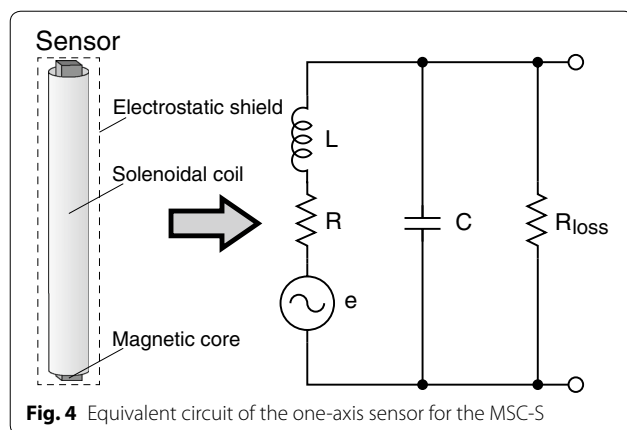 Sensor
Electrostatic shield
Solenoidal coil
Magnetic core
L
R
e
C
Rloss
Fig. 4 Equivalent circuit of the one-axis sensor for the MSC-S